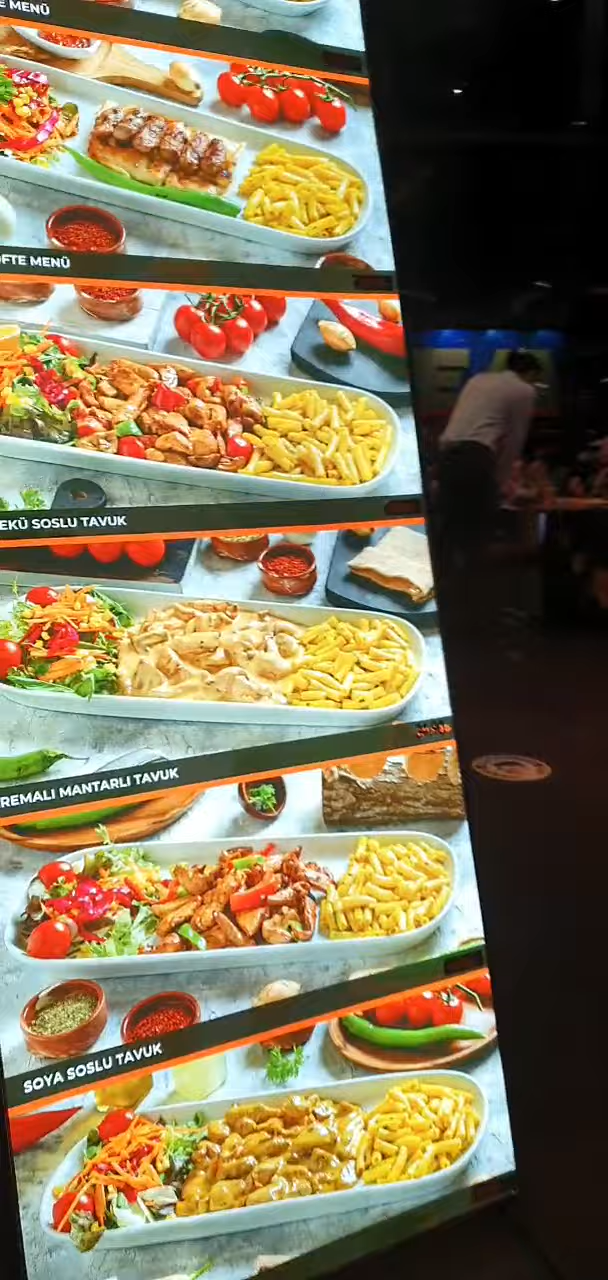 E MENÜ
FTE MENÜ
EKÜ SOSLU TAVUK
REMALI MANTARLI TAVUK
SOYA SOSLU TAVUK